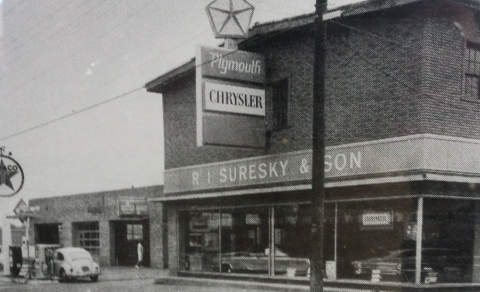 Plymouth
CHRYSLER
R I SURESKY & SON
CHRYSLER